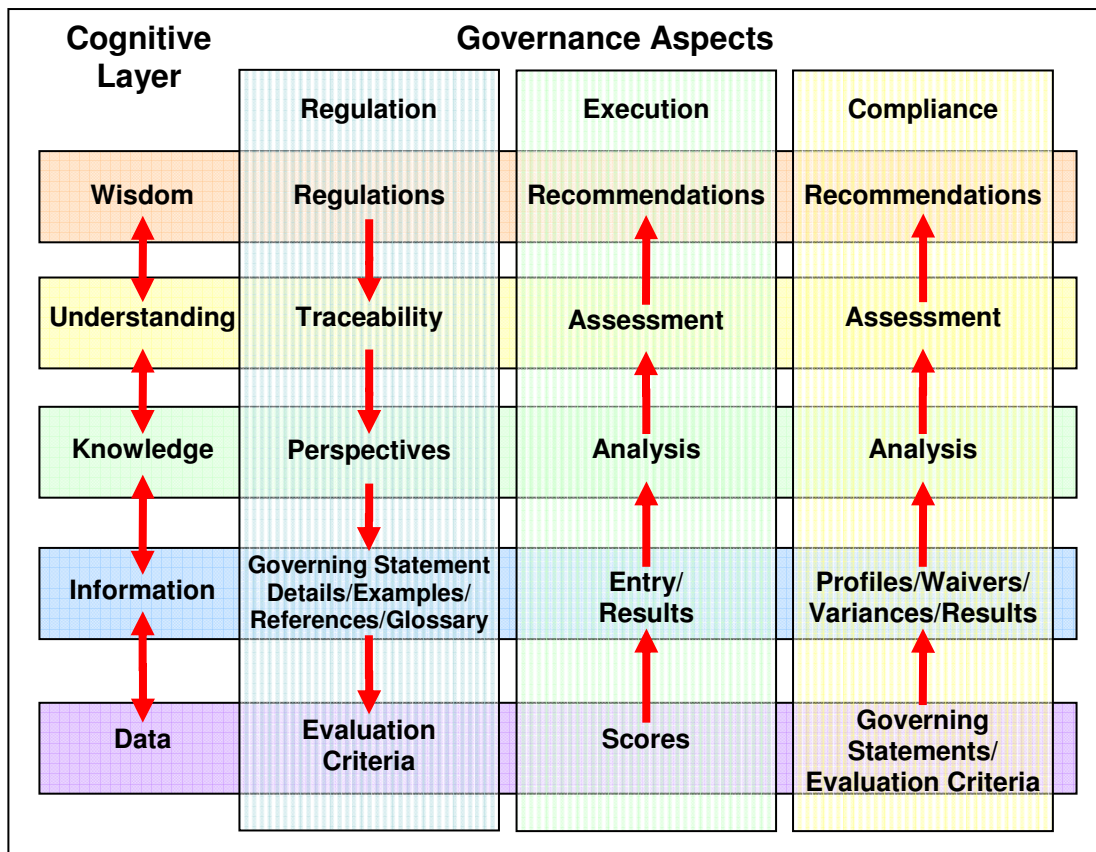 Cognitive
Layer
Governance Aspects
Regulation
Execution
Compliance
Wisdom
Regulations
Recommendations
Recommendations
Understanding
Traceability
Assessment
Assessment
Knowledge
Perspectives
Analysis
Analysis
Information
Governing Statement
Details/Examples/
References/Glossary
Entry/
Results
Profiles/Waivers/
Variances/Results
Data
Evaluation
Criteria
Scores
Governing
Statements/
Evaluation Criteria